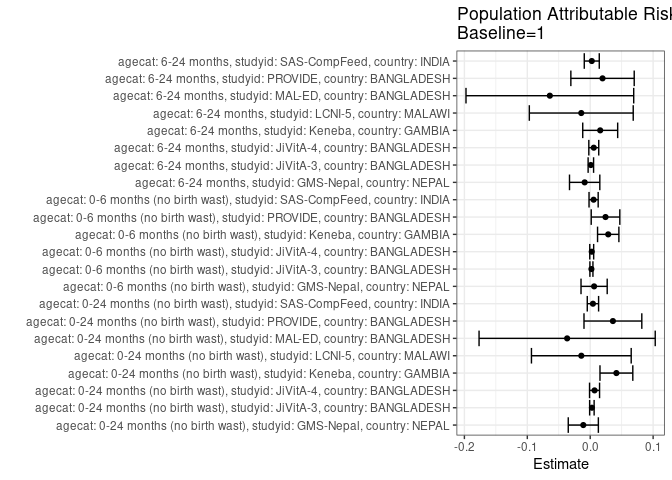 Population Attributable Risk
Baseline=1
agecat: 6-24 months, studyid: SAS-CompFeed, country: INDIA
agecat: 6-24 months, studyid: PROVIDE, country: BANGLADESH
agecat: 6-24 months, studyid: MAL-ED, country: BANGLADESH
agecat: 6-24 months, studyid: LCNI-5, country: MALAWI
agecat: 6-24 months, studyid: Keneba, country: GAMBIA
agecat: 6-24 months, studyid: JiVitA-4, country: BANGLADESH
agecat: 6-24 months, studyid: JiVitA-3, country: BANGLADESH
agecat: 6-24 months, studyid: GMS-Nepal, country: NEPAL
agecat: 0-6 months (no birth wast), studyid: SAS-CompFeed, country: INDIA
agecat: 0-6 months (no birth wast), studyid: PROVIDE, country: BANGLADESH
agecat: 0-6 months (no birth wast), studyid: Keneba, country: GAMBIA
agecat: 0-6 months (no birth wast), studyid: JiVitA-4, country: BANGLADESH
agecat: 0-6 months (no birth wast), studyid: JiVitA-3, country: BANGLADESH
agecat: 0-6 months (no birth wast), studyid: GMS-Nepal, country: NEPAL
agecat: 0-24 months (no birth wast), studyid: SAS-CompFeed, country: INDIA
agecat: 0-24 months (no birth wast), studyid: PROVIDE, country: BANGLADESH
agecat: 0-24 months (no birth wast), studyid: MAL-ED, country: BANGLADESH
agecat: 0-24 months (no birth wast), studyid: LCNI-5, country: MALAWI
agecat: 0-24 months (no birth wast), studyid: Keneba, country: GAMBIA
agecat: 0-24 months (no birth wast), studyid: JiVitA-4, country: BANGLADESH
agecat: 0-24 months (no birth wast), studyid: JiVitA-3, country: BANGLADESH
agecat: 0-24 months (no birth wast), studyid: GMS-Nepal, country: NEPAL
-0.2 -0.1 0.0 0.1
Estimate